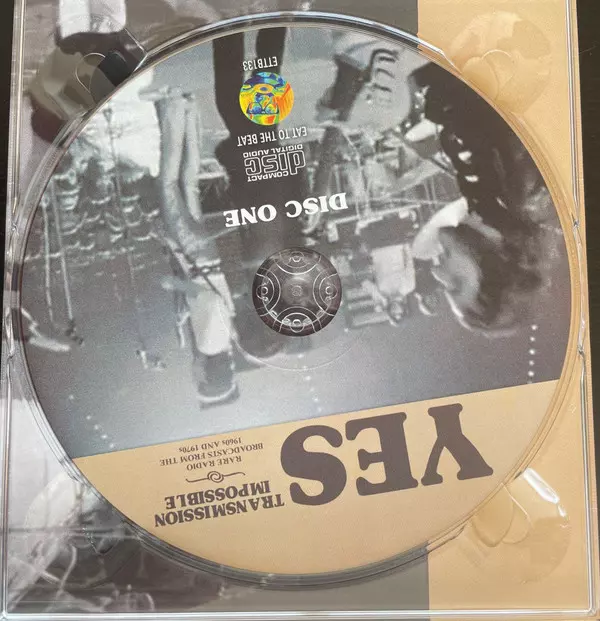 YES
TRANSMISSION
IMPOSSIBLE
RARE RADIO
BROADCASTS FROM THE
1960s AND 1970s
DISC ONE
COMPACT
disc
DIGITAL AUDIO
EAT TO THE BEAT
ETTB133